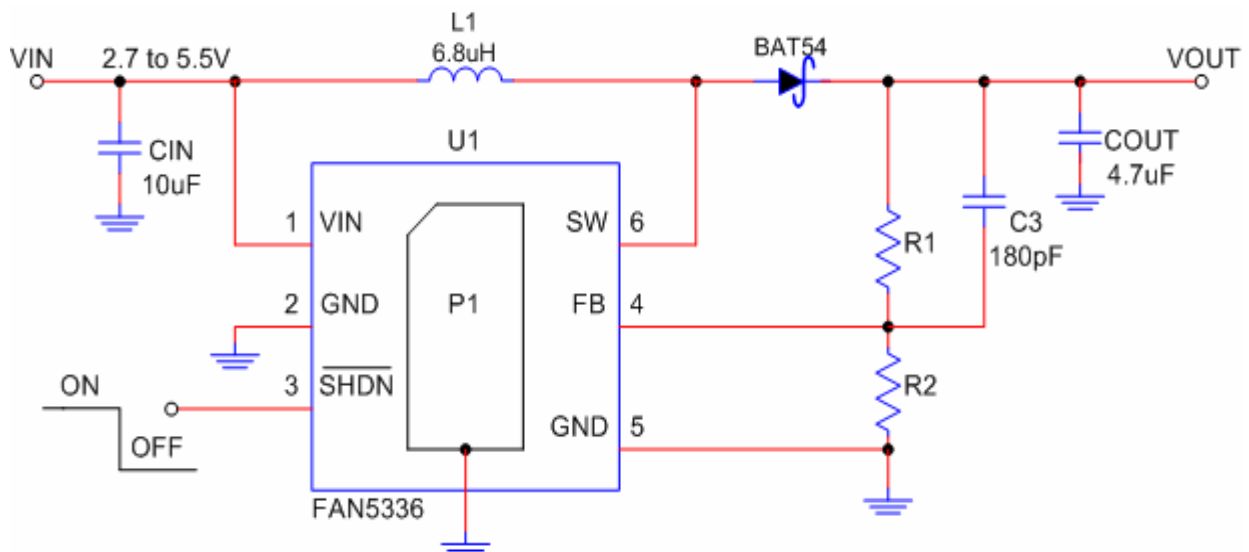 L1
VIN
2.7 to 5.5V
6.8uH
BAT54
VOUT
CIN
10uF
U1
COUT
4.7uF
1
VIN
SW
6
R1
C3
180pF
2
GND
P1
FB
4
ON
3
SHDN
R2
OFF
GND
5
FAN5336